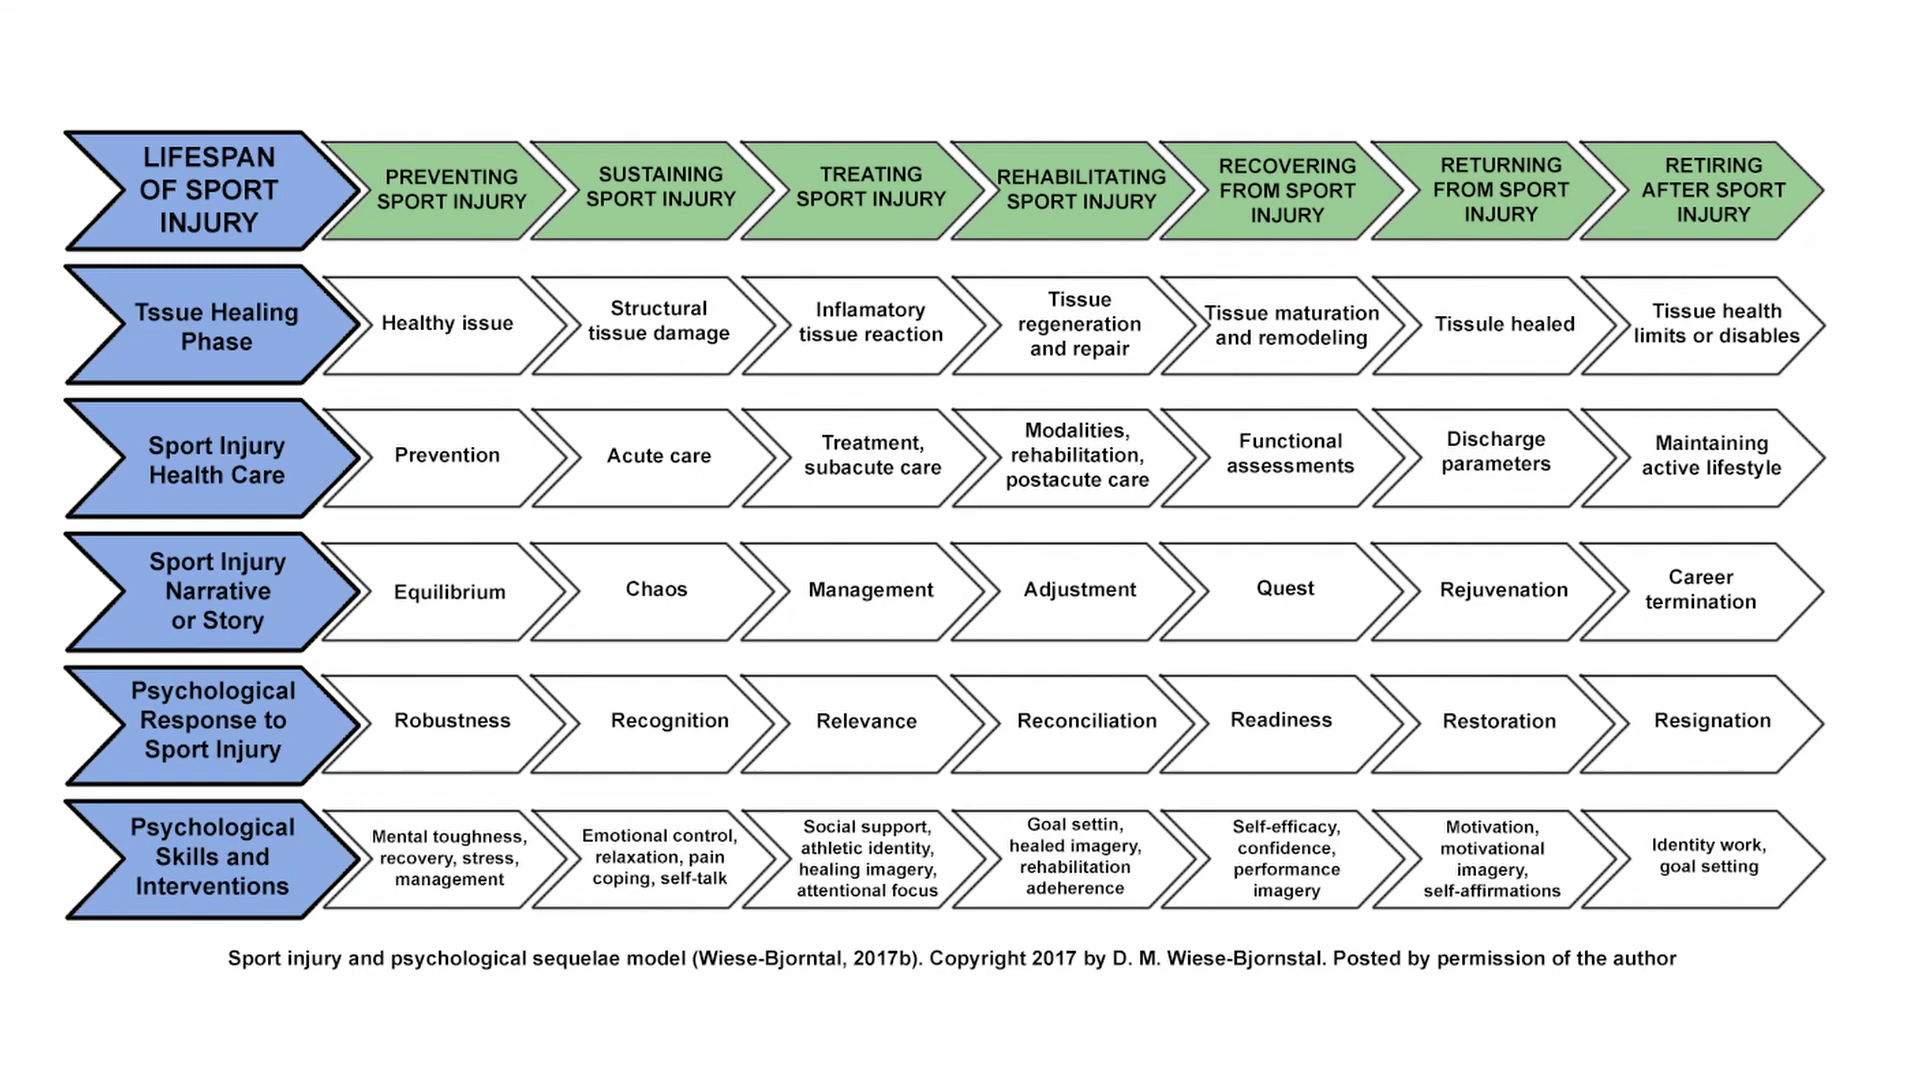 LIFESPAN
OF SPORT
INJURY
PREVENTING
SPORT INJURY
SUSTAINING
SPORT INJURY
TREATING
SPORT INJURY
REHABILITATING
SPORT INJURY
RECOVERING
FROM SPORT
INJURY
RETURNING
FROM SPORT
INJURY
RETIRING
AFTER SPORT
INJURY
Tssue Healing
Phase
Healthy issue
Structural
tissue damage
Inflamatory
tissue reaction
Tissue
regeneration
and repair
Tissue maturation
and remodeling
Tissule healed
Tissue health
limits or disables
Sport Injury
Health Care
Prevention
Acute care
Treatment,
subacute care
Modalities,
rehabilitation,
postacute care
Functional
assessments
Discharge
parameters
Maintaining
active lifestyle
Sport Injury
Narrative
or Story
Equilibrium
Chaos
Management
Adjustment
Quest
Rejuvenation
Career
termination
Psychological
Response to
Sport Injury
Robustness
Recognition
Relevance
Reconciliation
Readiness
Restoration
Resignation
Psychological
Skills and
Interventions
Mental toughness,
recovery, stress,
management
Emotional control,
relaxation, pain
coping, self-talk
Social support,
athletic identity,
healing imagery,
attentional focus
Goal settin,
healed imagery,
rehabilitation
adeherence
Self-efficacy,
confidence,
performance
imagery
Motivation,
motivational
imagery,
self-affirmations
Identity work,
goal setting
Sport injury and psychological sequelae model (Wiese-Bjorntal, 2017b). Copyright 2017 by D. M. Wiese-Bjornstal. Posted by permission of the author